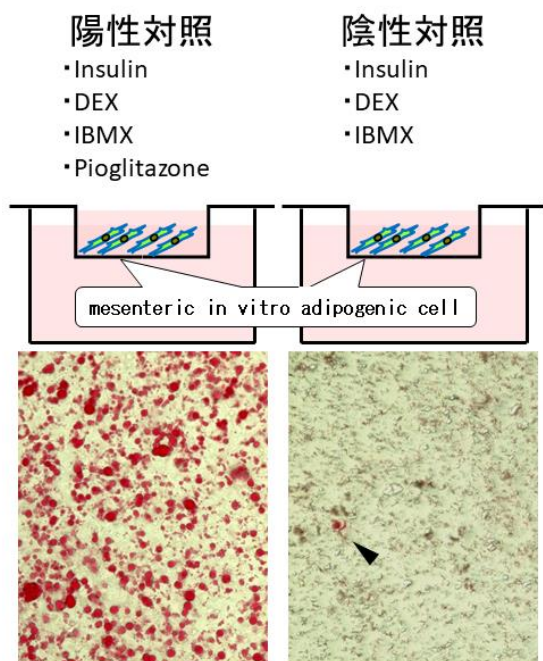 陽性対照
・Insulin
・DEX
・IBMX
・Pioglitazone
陰性対照
・Insulin
・DEX
・IBMX
mesenteric in vitro adipogenic cell